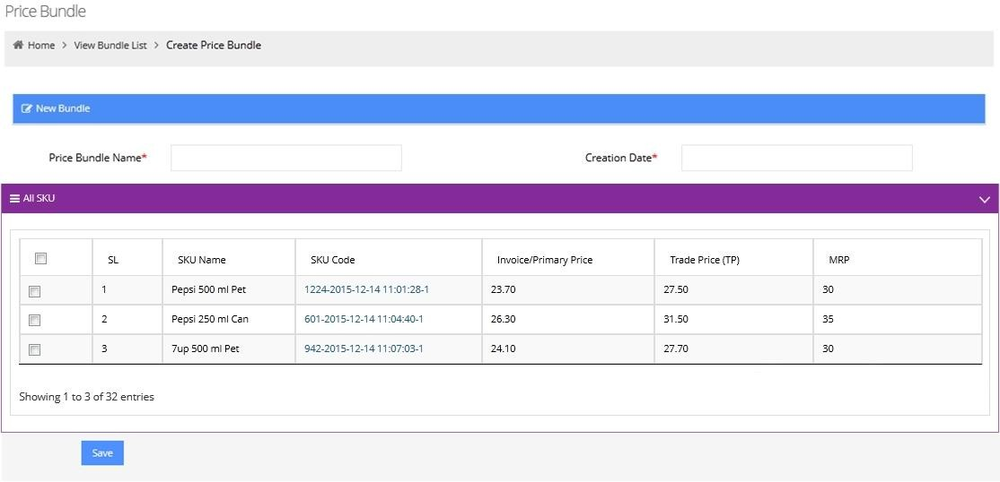 Price Bundle
Home > View Bundle List > Create Price Bundle
New Bundle
Price Bundle Name* Creation Date*
All SKU
SL SKU Name SKU Code Invoice/Primary Price Trade Price (TP) MRP
1 Pepsi 500 ml Pet 1224-2015-12-14 11:01:28-1 23.70 27.50 30
2 Pepsi 250 ml Can 601-2015-12-14 11:04:40-1 26.30 31.50 35
3 7up 500 ml Pet 942-2015-12-14 11:07:03-1 24.10 27.70 30
Showing 1 to 3 of 32 entries
Save